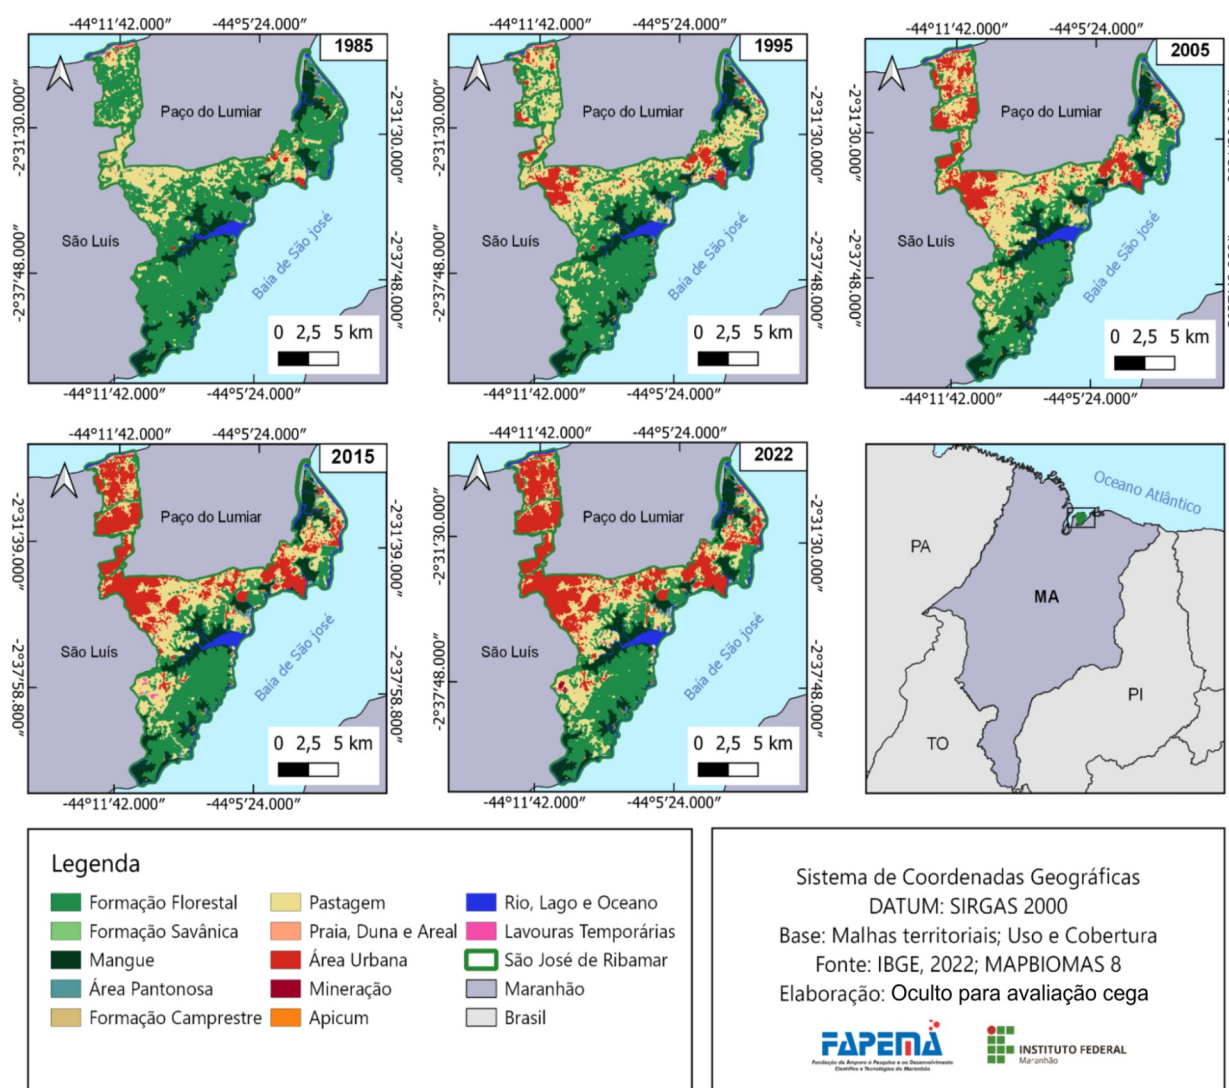 -44°11′42.000″ -44°5′24.000″
1985
-2°31′30.000″
-2°37′48.000″
Paço do Lumiar
São Luís
Baía de São josé
-2°31′30.000″
-2°37′48.000″
0 2,5 5 km
-44°11′42.000″ -44°5′24.000″
-44°11′42.000″ -44°5′24.000″
1995
-2°31′30.000″
-2°37′48.000″
Paço do Lumiar
São Luís
Baía de São josé
-2°31′30.000″
-2°37′48.000″
0 2,5 5 km
-44°11′42.000″ -44°5′24.000″
-44°11′42.000″ -44°5′24.000″
2005
-2°31′30.000″
-2°37′48.000″
Paço do Lumiar
São Luís
Baía de São josé
0 2,5 5 km
-44°11′42.000″ -44°5′24.000″
-44°11′42.000″ -44°5′24.000″
2015
-2°31′39.000″
-2°37′58.800″
Paço do Lumiar
São Luís
Baía de São josé
-2°31′39.000″
-2°37′58.800″
0 2,5 5 km
-44°11′42.000″ -44°5′24.000″
-44°11′42.000″ -44°5′24.000″
2022
-2°31′30.000″
-2°37′48.000″
Paço do Lumiar
São Luís
Baía de São josé
-2°31′30.000″
-2°37′48.000″
0 2,5 5 km
-44°11′42.000″ -44°5′24.000″
Oceano Atlântico
PA
MA
PI
TO
Legenda
Formação Florestal
Formação Savânica
Mangue
Área Pantonosa
Formação Camprestre
Pastagem
Praia, Duna e Areal
Área Urbana
Mineração
Apicum
Rio, Lago e Oceano
Lavouras Temporárias
São José de Ribamar
Maranhão
Brasil
Sistema de Coordenadas Geográficas
DATUM: SIRGAS 2000
Base: Malhas territoriais; Uso e Cobertura
Fonte: IBGE, 2022; MAPBIOMAS 8
Elaboração: Oculto para avaliação cega
FAPEMA
Fundação de Amparo à Pesquisa e ao Desenvolvimento
Científico e Tecnológico do Maranhão
INSTITUTO FEDERAL
Maranhão